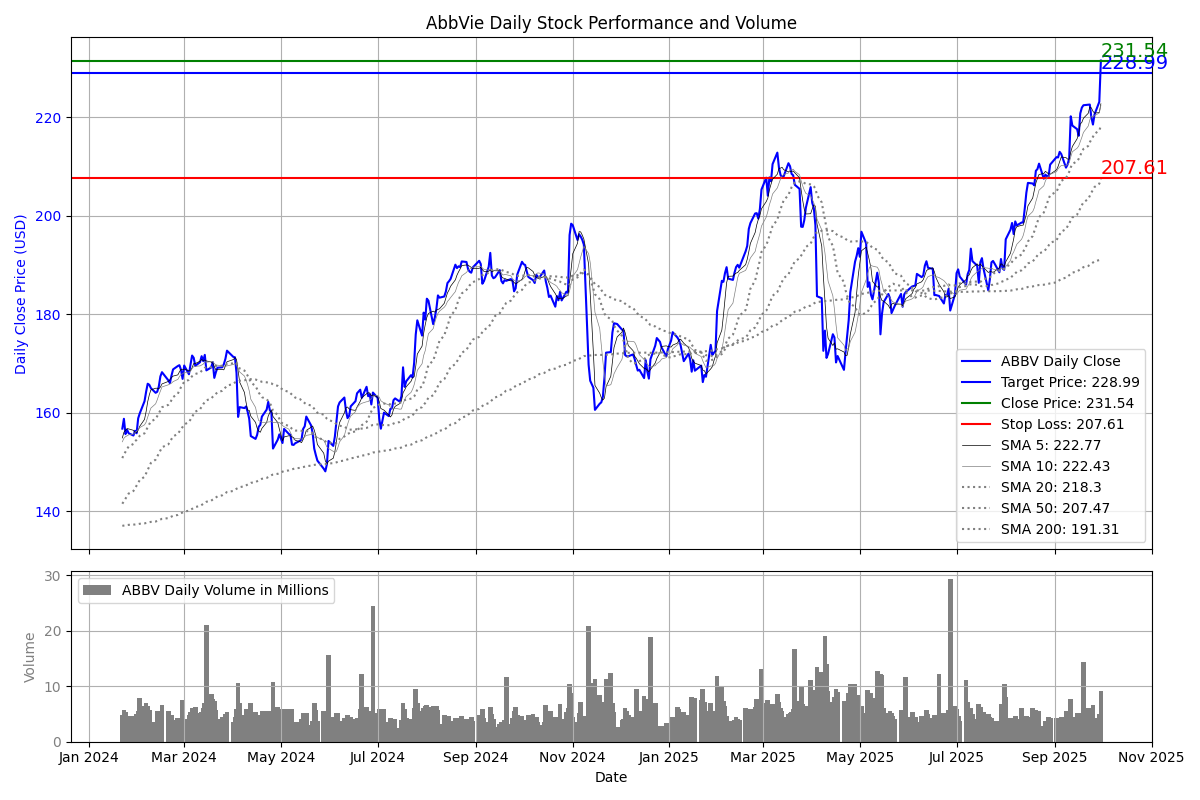 AbbVie Daily Stock Performance and Volume
231.54
228.99
207.61
Daily Close Price (USD)
220
200
180
160
140
ABBV Daily Close
Target Price: 228.99
Close Price: 231.54
Stop Loss: 207.61
SMA 5: 222.77
SMA 10: 222.43
SMA 20: 218.3
SMA 50: 207.47
SMA 200: 191.31
Volume
30
20
10
0
ABBV Daily Volume in Millions
Jan 2024 Mar 2024 May 2024 Jul 2024 Sep 2024 Nov 2024 Jan 2025 Mar 2025 May 2025 Jul 2025 Sep 2025 Nov 2025
Date